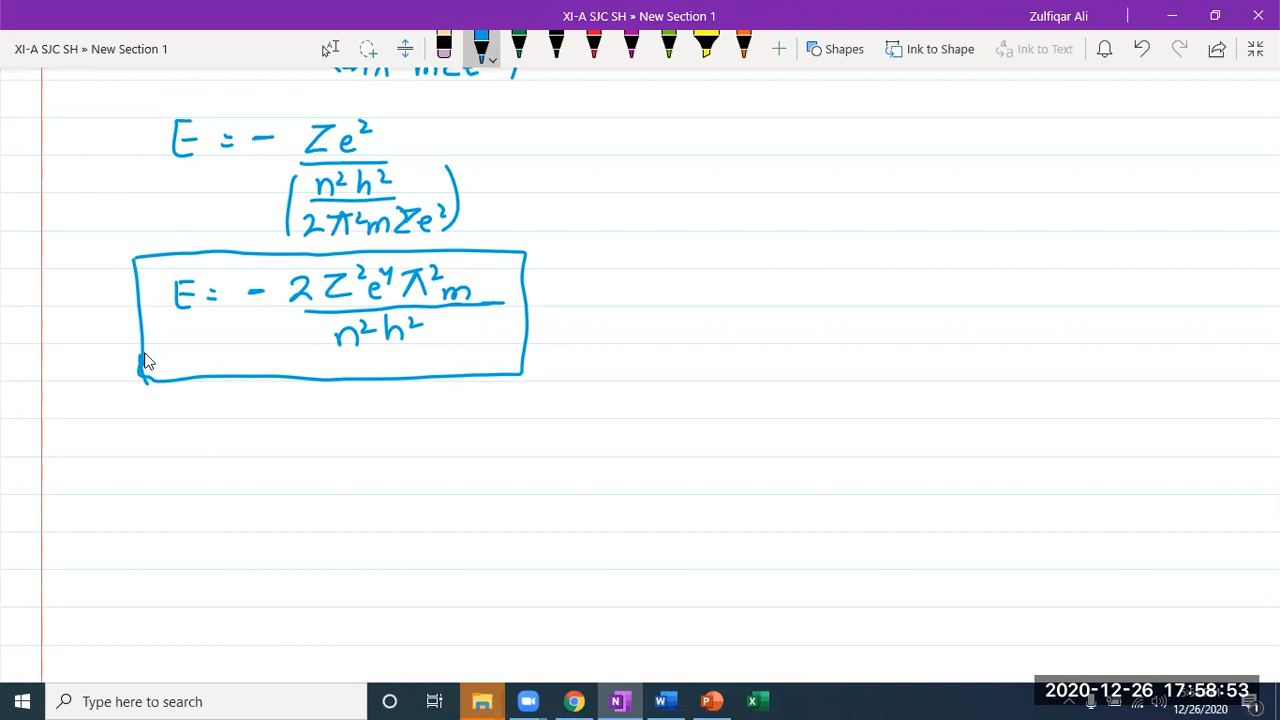 XI-A SJC SH » New Section 1
Zulfiqar Ali
XI-A SJC SH » New Section 1
Shapes
Ink to Shape
Ink to Text
E = - Ze²
n²h²
2π²mZe²
E = - 2Z²e⁴π²m
n²h²
Type here to search
2020-12-26 17:58:53
12/26/2020